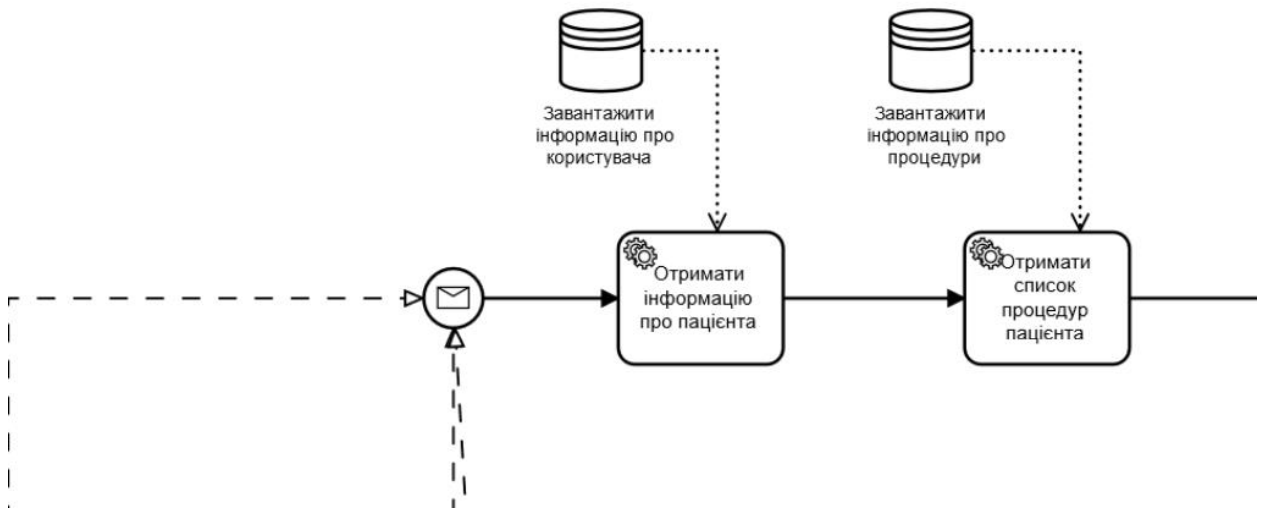 Завантажити
інформацію про
користувача
Завантажити
інформацію про
процедури
Отримати
інформацію
про пацієнта
Отримати
список
процедур
пацієнта